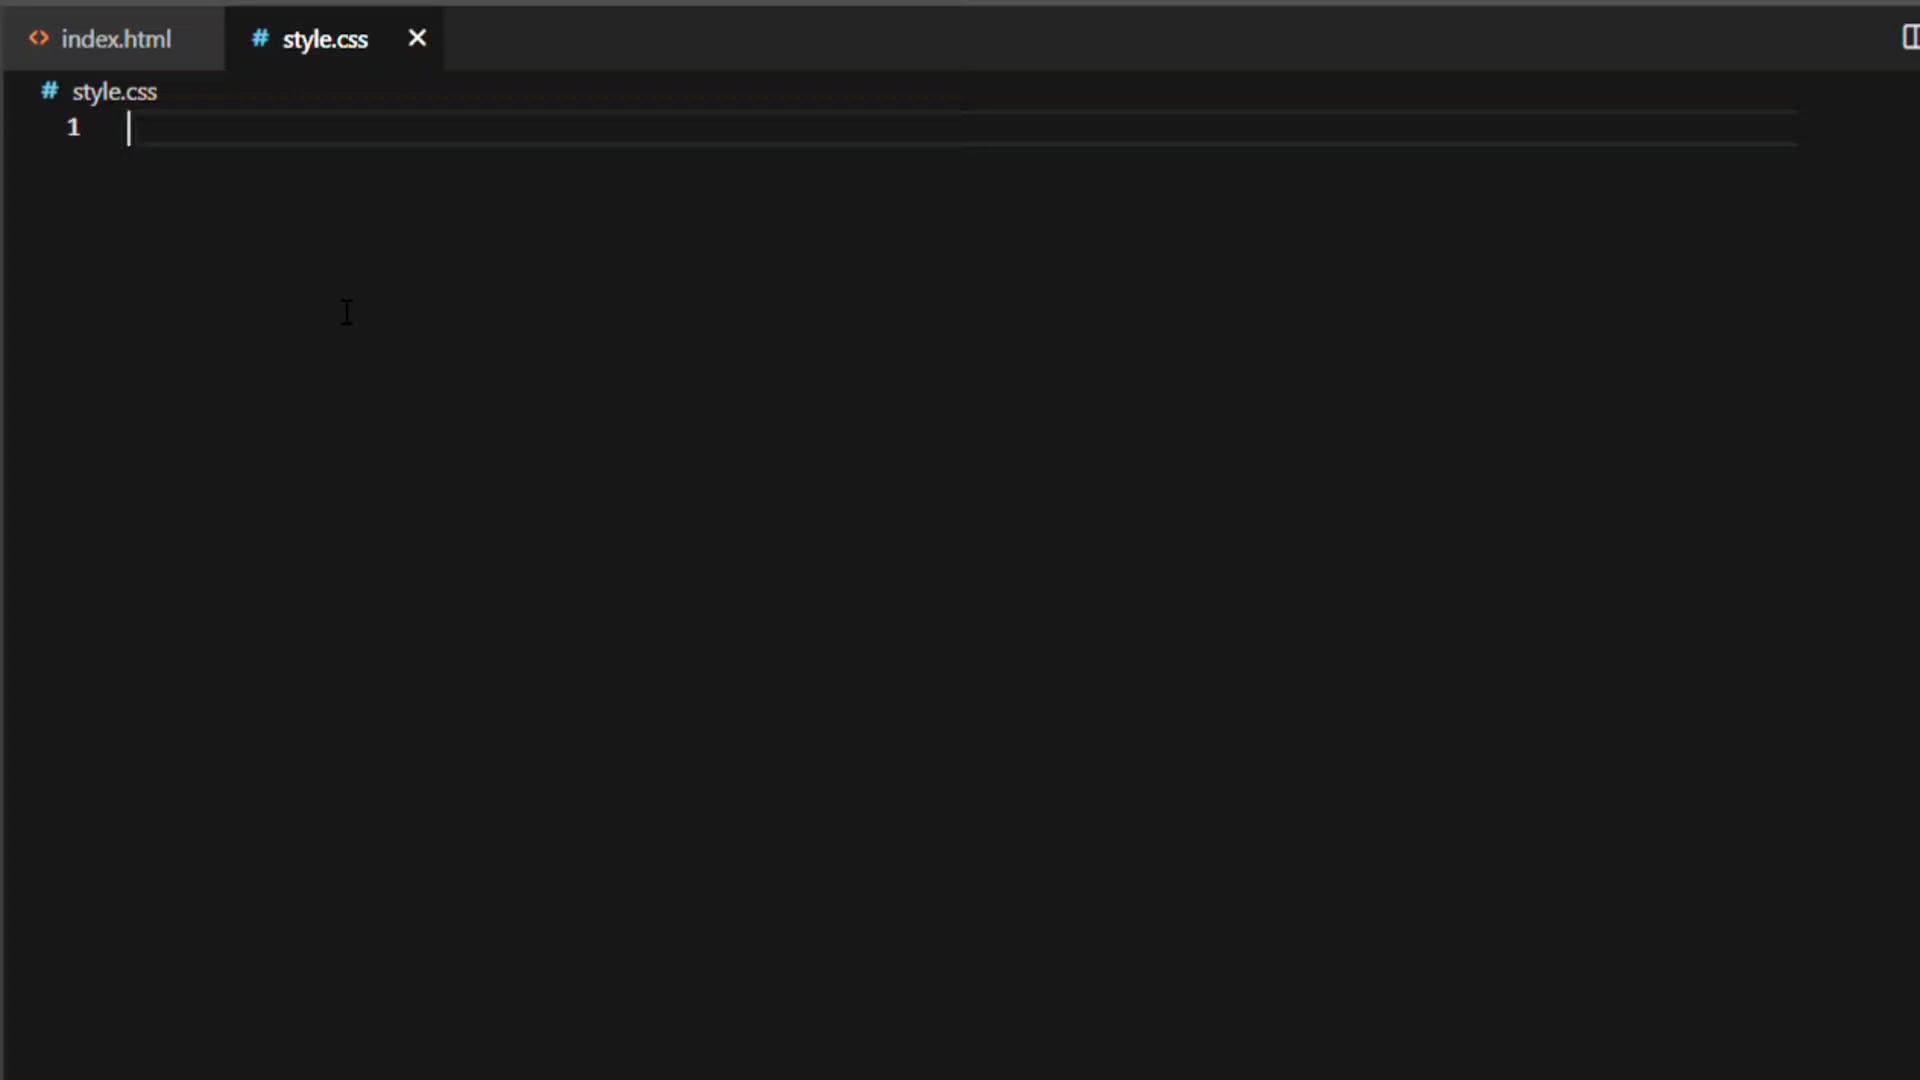 <> index.html # style.css ×
# style.css
1